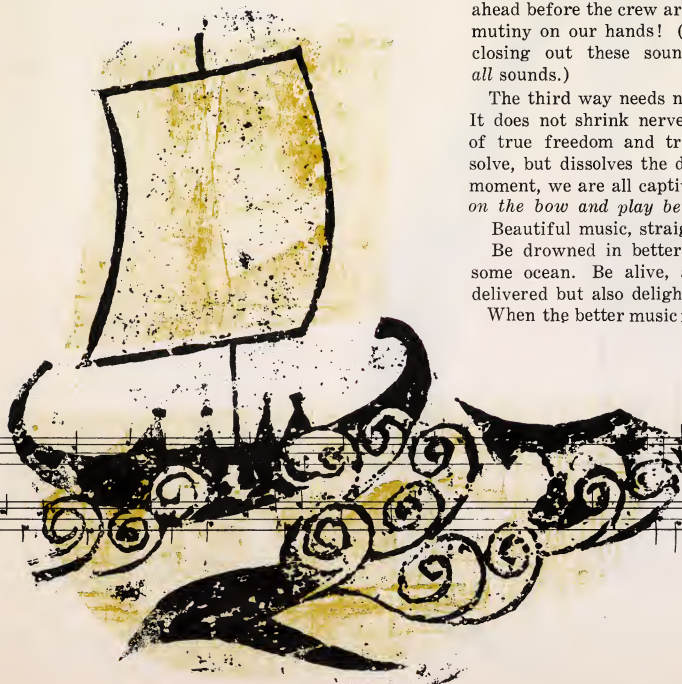 ahead before the crew ar
mutiny on our hands! (
closing out these soun
all sounds.)
The third way needs n
It does not shrink nerve
of true freedom and tr
solve, but dissolves the d
moment, we are all capti
on the bow and play be
Beautiful music, straig
Be drowned in better
some ocean. Be alive,
delivered but also deligh
When the better music